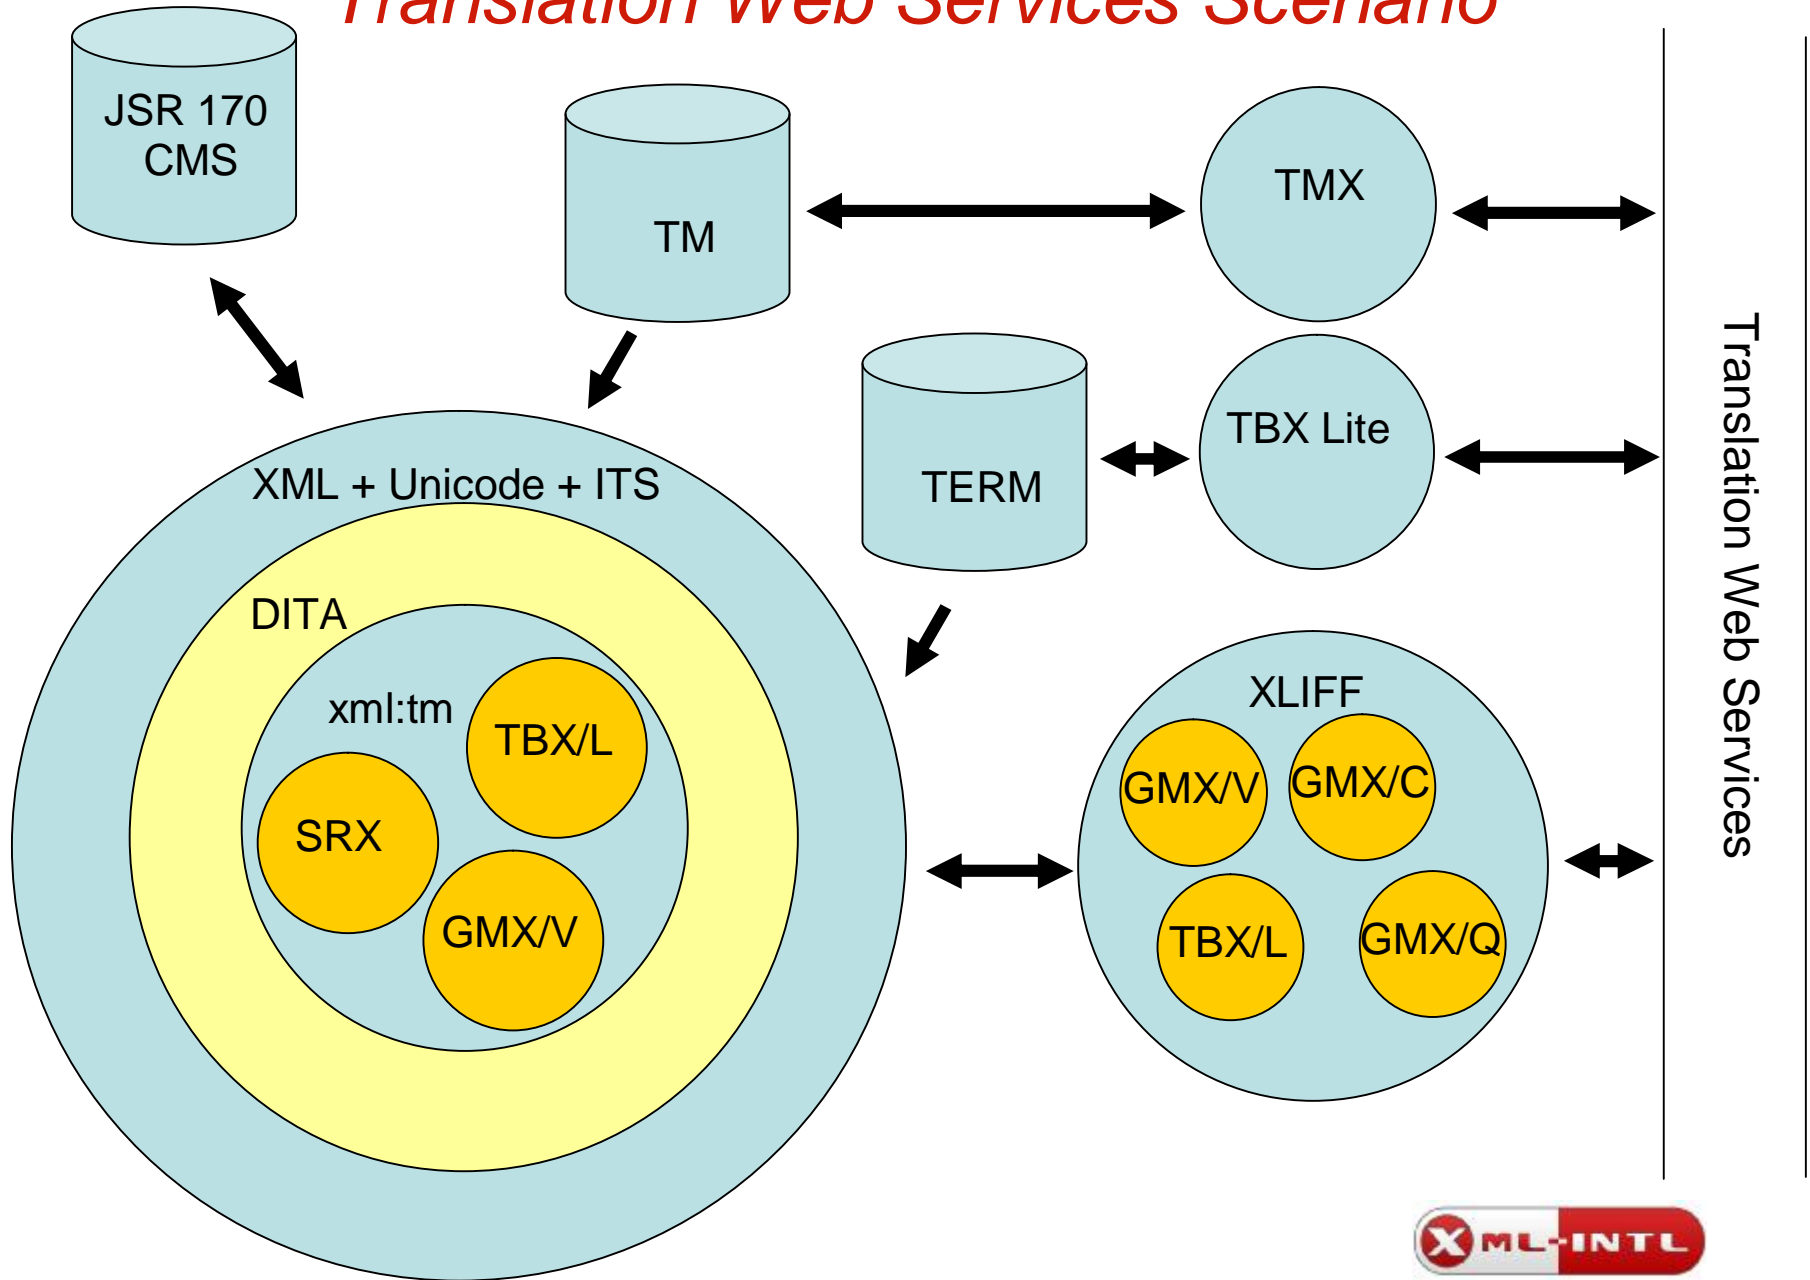 Translation Web Services Scenario
JSR 170
CMS
TM
TMX
TERM
TBX Lite
XML + Unicode + ITS
DITA
xml:tm
TBX/L
SRX
GMX/V
XLIFF
GMX/V
GMX/C
TBX/L
GMX/Q
Translation Web Services
XML-INTL